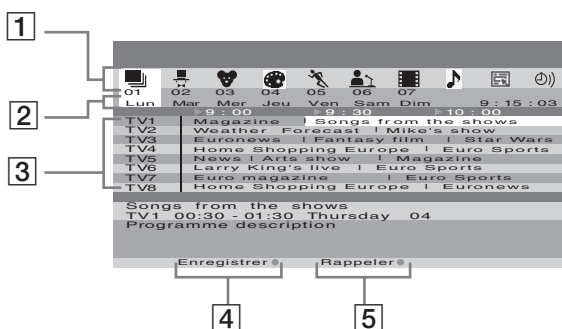 1
01 02 03 04 05 06 07
2
Lun Mar Mer Jeu Ven Sam Dim 9 : 15 : 03
9 : 00 9 : 30 10 : 00
TV1 Magazine Songs from the shows
TV2 Weather Forecast Mike's show
TV3 Euronews Fantasy film Star Wars
TV4 Home Shopping Europe Euro Sports
3
TV5 News Arts show Magazine
TV6 Larry King's live Euro Sports
TV7 Euro magazine Euro Sports
TV8 Home Shopping Europe Euronews
Songs from the shows
TV1 00:30 - 01:30 Thursday 04
Programme description
Enregistrer Rappeler
4 5